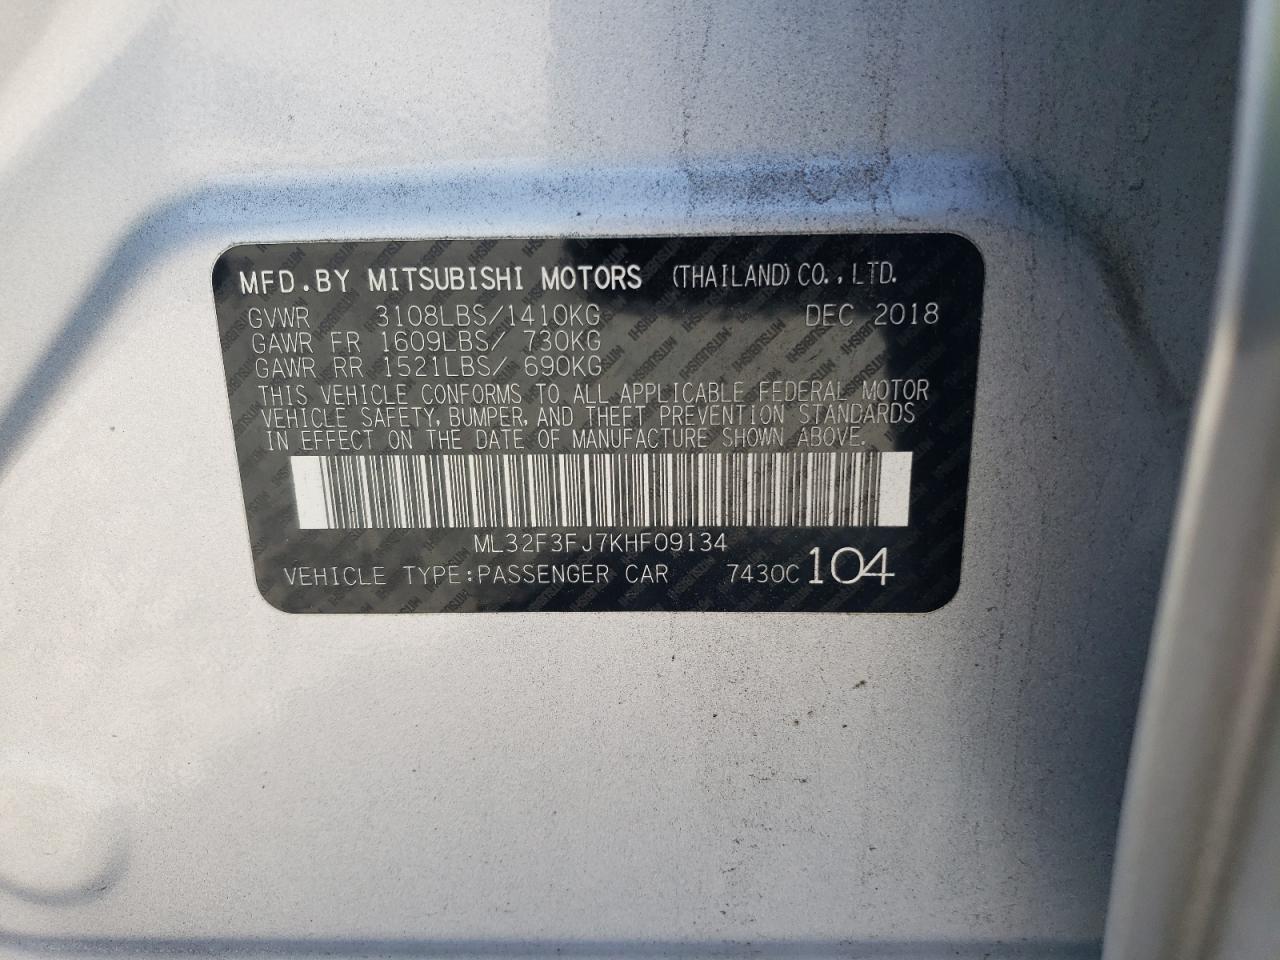 MFD.BY MITSUBISHI MOTORS (THAILAND)CO.,LTD.
GVWR 3108LBS/1410KG DEC 2018
GAWR FR 1609LBS/ 730KG
GAWR RR 1521LBS/ 690KG
THIS VEHICLE CONFORMS TO ALL APPLICABLE FEDERAL MOTOR
VEHICLE SAFETY, BUMPER, AND THEFT PREVENTION STANDARDS
IN EFFECT ON THE DATE OF MANUFACTURE SHOWN ABOVE.
ML32F3FJ7KHF09134
VEHICLE TYPE:PASSENGER CAR 7430C 104